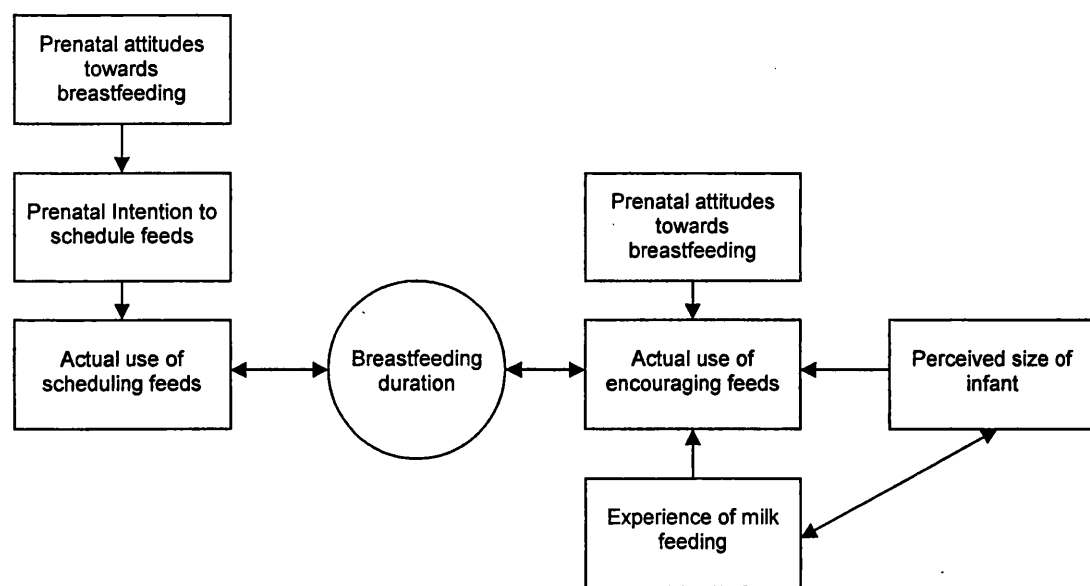 Prenatal attitudes
towards
breastfeeding
Prenatal Intention to
schedule feeds
Actual use of
scheduling feeds
Breastfeeding
duration
Prenatal attitudes
towards
breastfeeding
Actual use of
encouraging feeds
Perceived size of
infant
Experience of milk
feeding